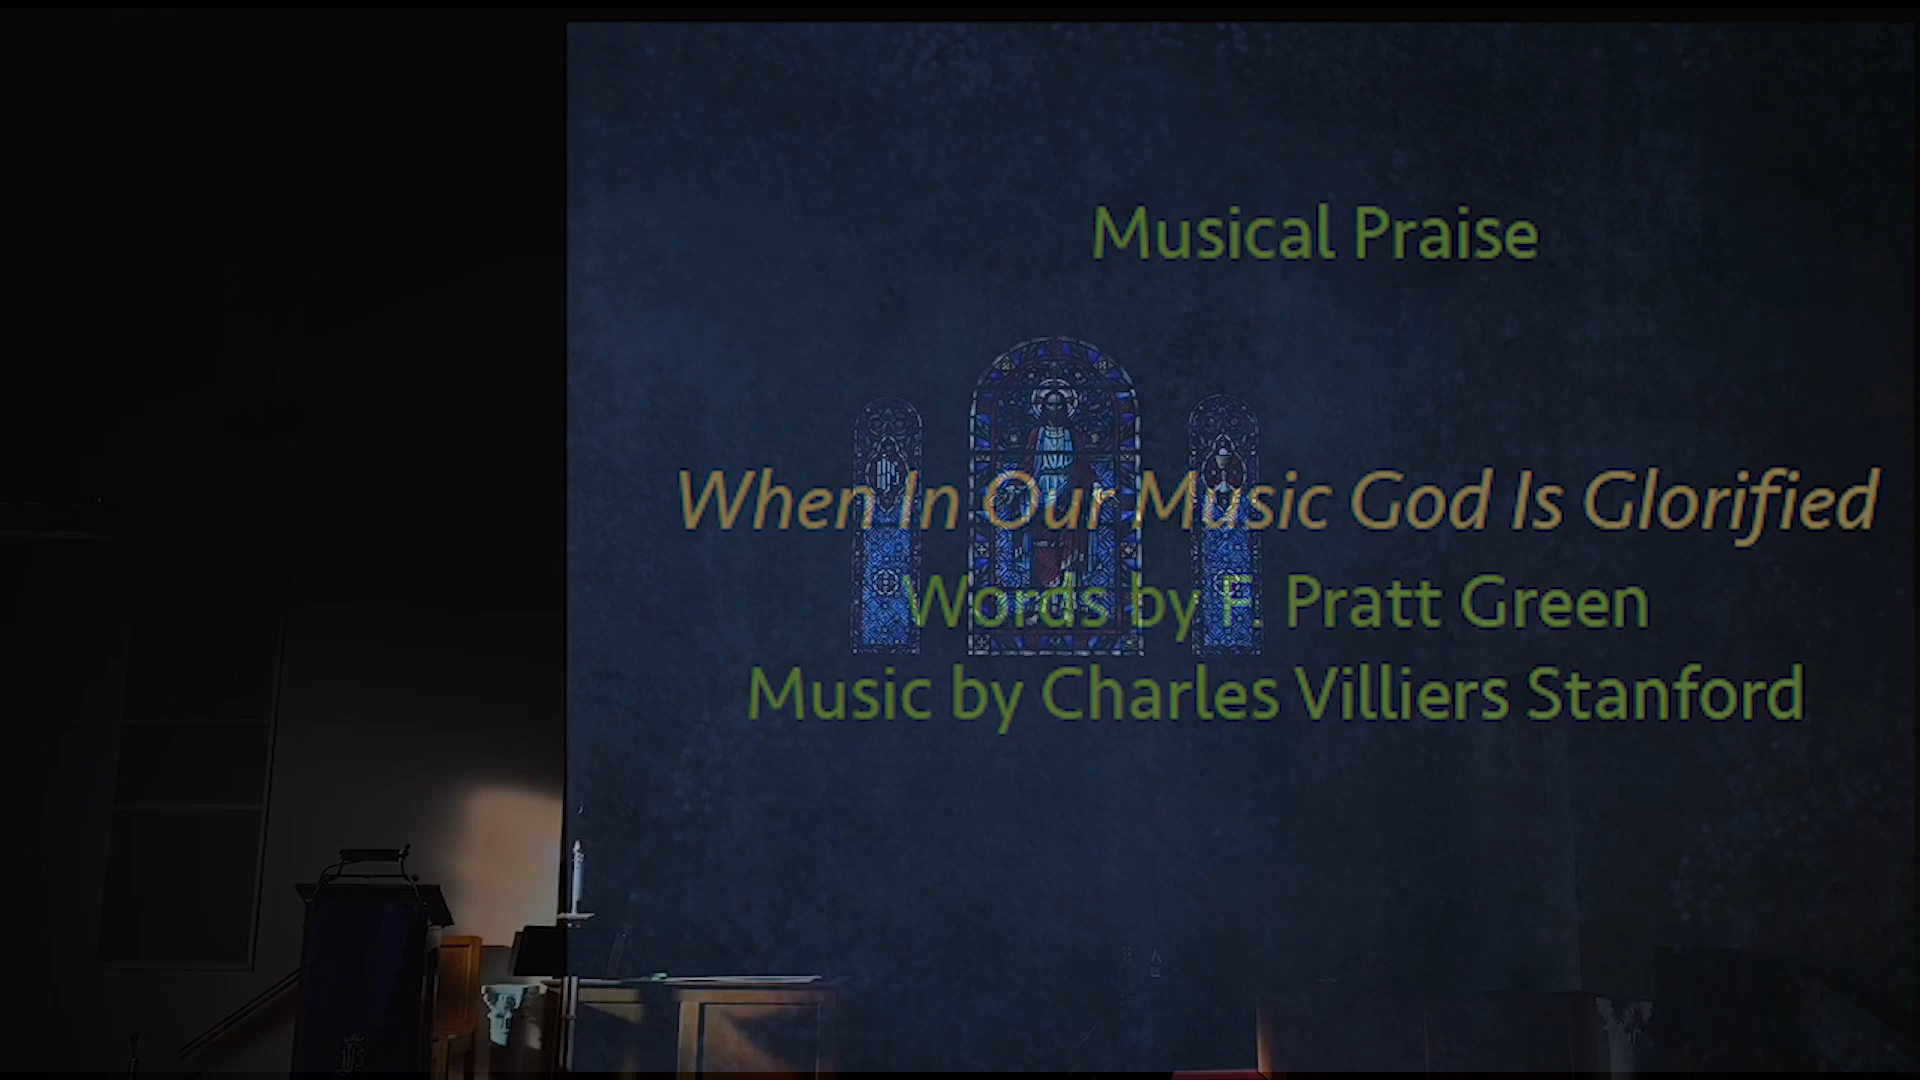 Musical Praise
When In Our Music God Is Glorified
Words by F. Pratt Green
Music by Charles Villiers Stanford